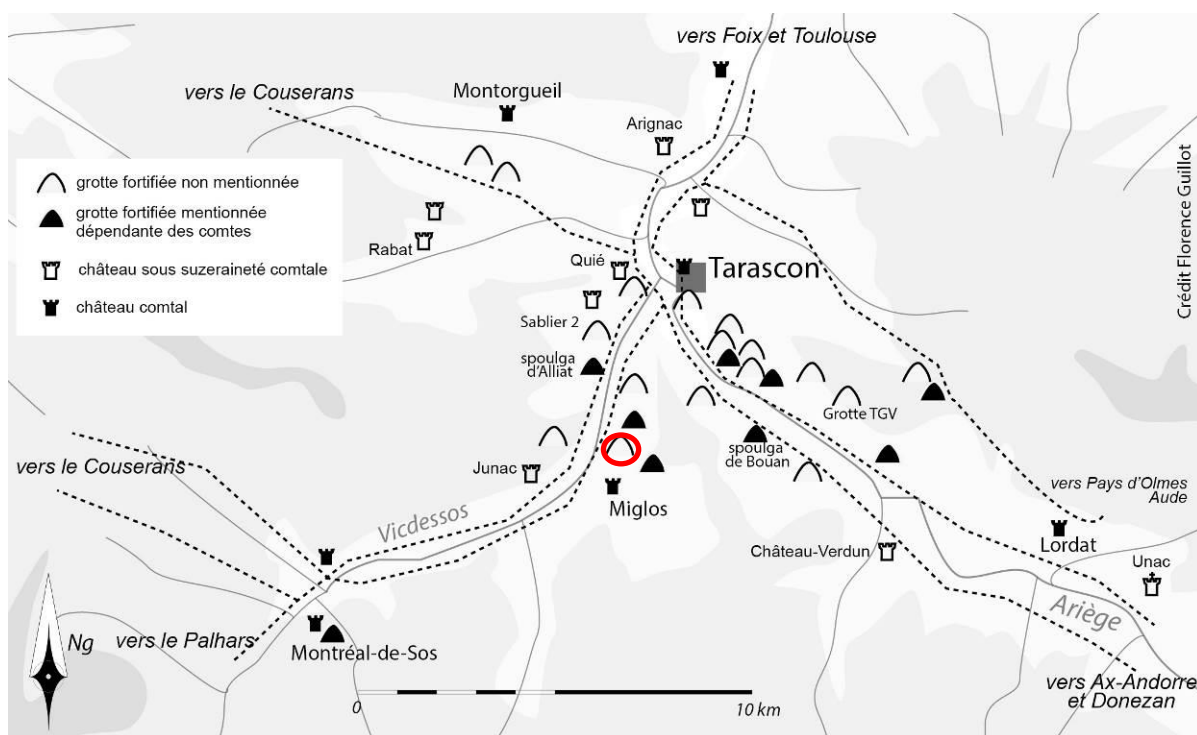 vers Foix et Toulouse
vers le Couserans
Montorgueil
Arignac
grotte fortifiée non mentionnée
grotte fortifiée mentionnée
dépendante des comtes
château sous suzeraineté comtale
château comtal
Rabat
Quié
Tarascon
Sablier 2
spoulga
d'Alliat
Grotte TGV
spoulga
de Bouan
vers le Couserans
Junac
Miglos
Vicdessos
vers Pays d'Olmes
Aude
Château-Verdun
Lordat
Unac
Ariège
Ng
vers le Palhars
Montréal-de-Sos
vers Ax-Andorre
et Donezan
0
10 km
Crédit Florence Guillot